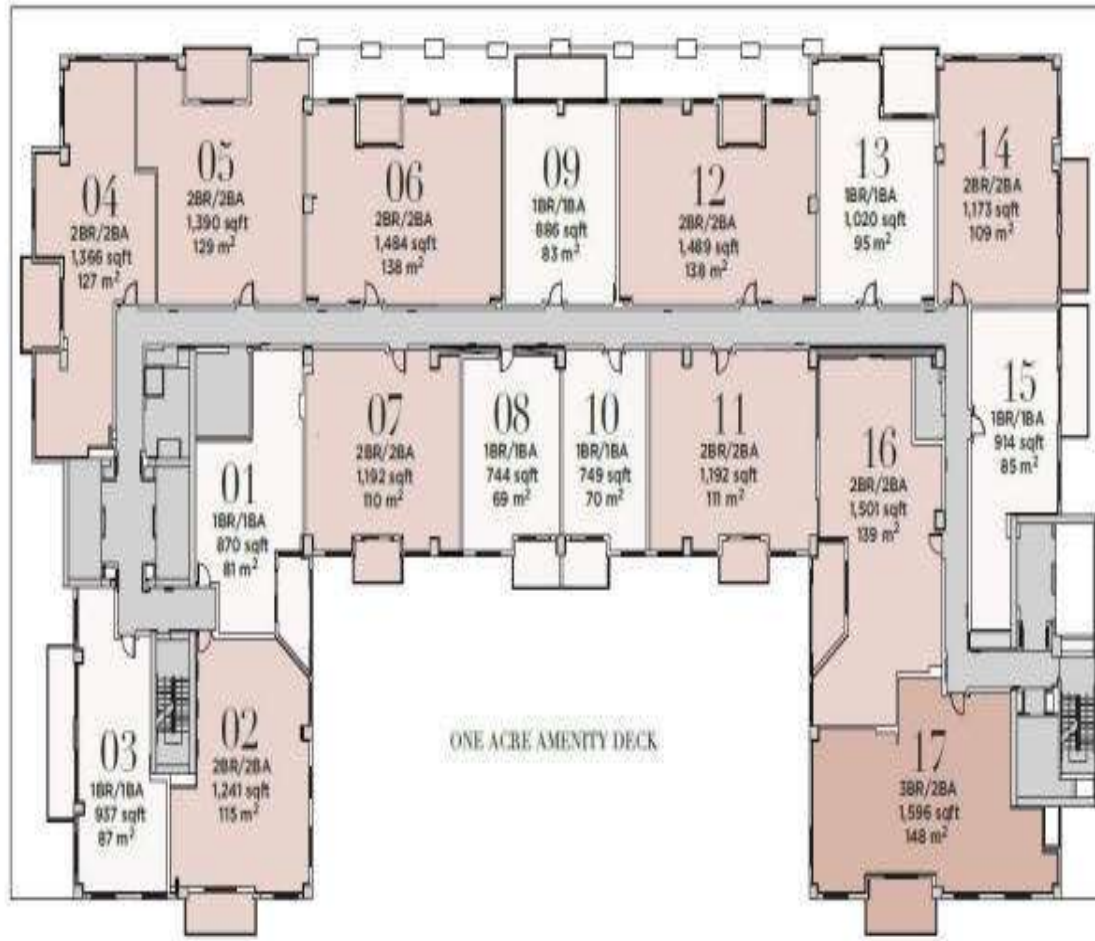 05
2BR/2BA
1,390 sqft
129 m²
04
2BR/2BA
1,366 sqft
127 m²
06
2BR/2BA
1,484 sqft
138 m²
09
1BR/1BA
886 sqft
83 m²
12
2BR/2BA
1,489 sqft
138 m²
13
1BR/1BA
1,020 sqft
95 m²
14
2BR/2BA
1,173 sqft
109 m²
07
2BR/2BA
1,192 sqft
110 m²
08
1BR/1BA
744 sqft
69 m²
10
1BR/1BA
749 sqft
70 m²
11
2BR/2BA
1,192 sqft
111 m²
15
1BR/1BA
914 sqft
85 m²
16
2BR/2BA
1,501 sqft
139 m²
01
1BR/1BA
870 sqft
81 m²
03
1BR/1BA
937 sqft
87 m²
02
2BR/2BA
1,241 sqft
115 m²
ONE ACRE AMENITY DECK
17
3BR/2BA
1,596 sqft
148 m²